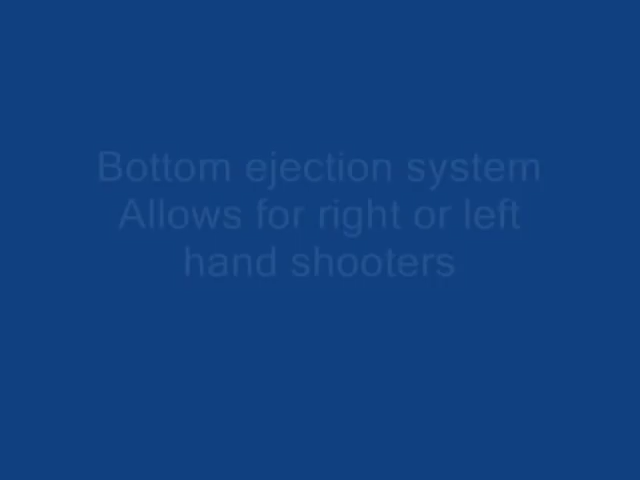 Bottom ejection system
Allows for right or left
hand shooters